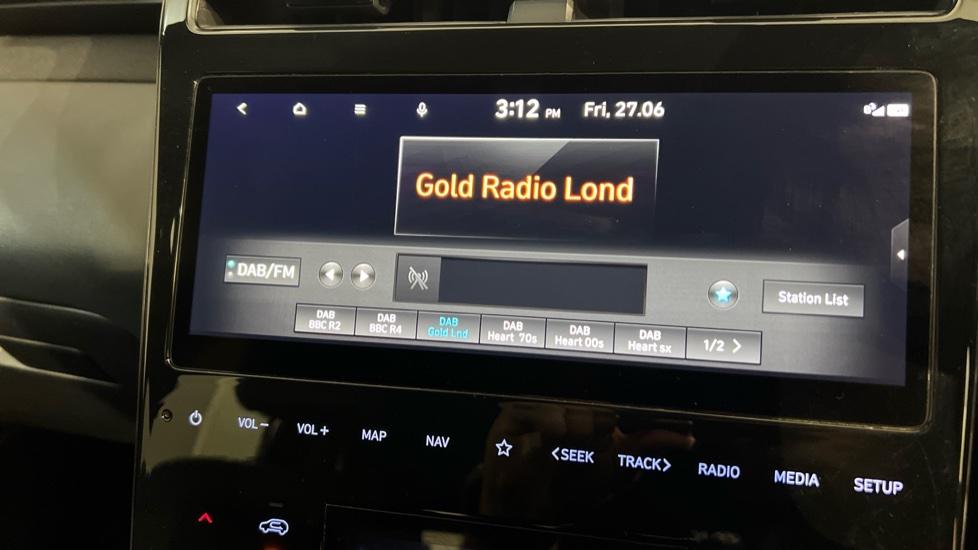 3:12 PM Fri, 27.06
Gold Radio Lond
DAB/FM
Station List
DAB BBC R2
DAB BBC R4
DAB Gold Lnd
DAB Heart 70s
DAB Heart 00s
DAB Heart sx
1/2 >
VOL− VOL+ MAP NAV <SEEK TRACK> RADIO MEDIA SETUP